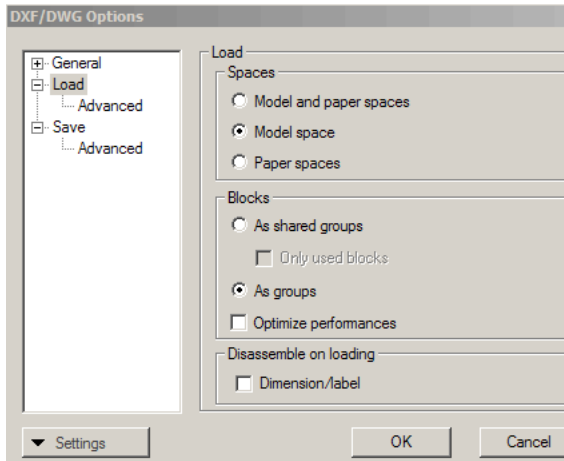 DXF/DWG Options
General
Load
Advanced
Save
Advanced
Load
Spaces
Model and paper spaces
Model space
Paper spaces
Blocks
As shared groups
Only used blocks
As groups
Optimize performances
Disassemble on loading
Dimension/label
Settings
OK
Cancel